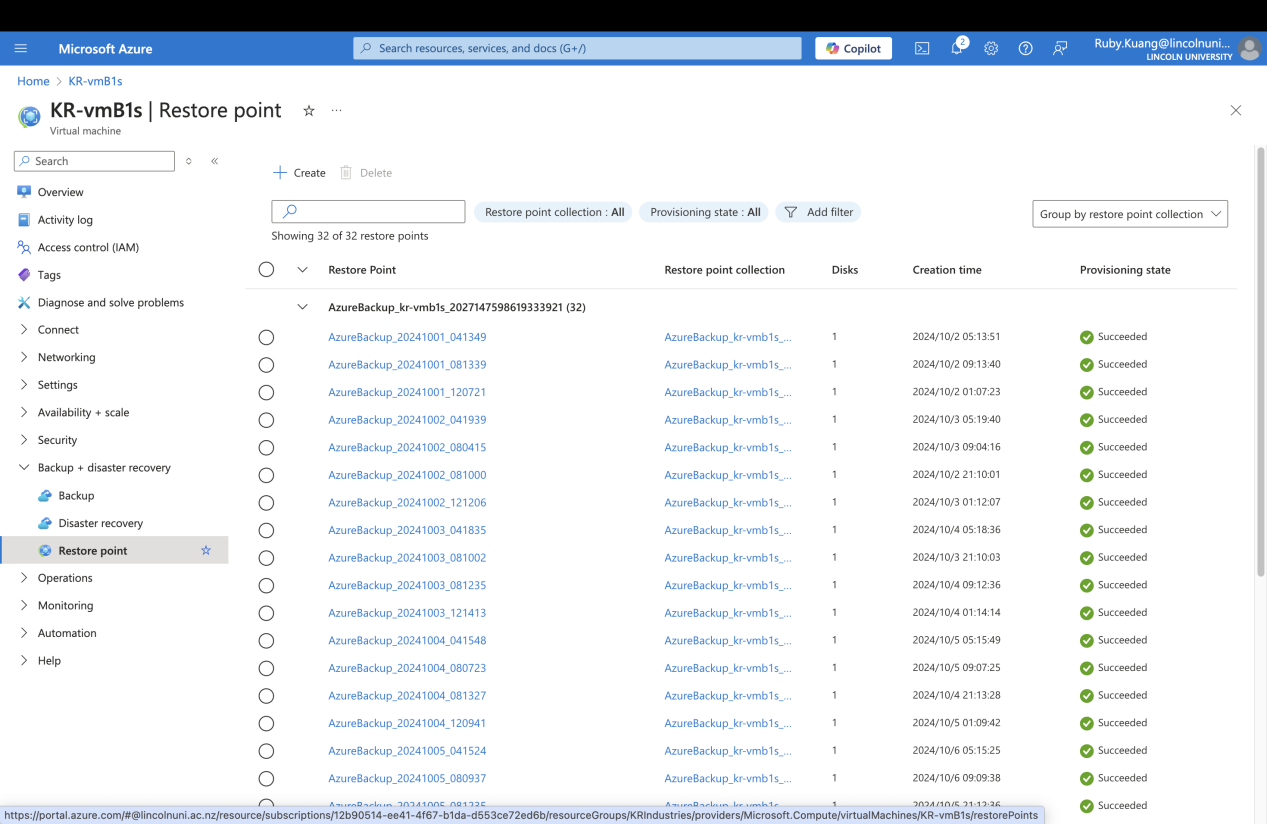 Microsoft Azure
Search resources, services, and docs (G+/)
Copilot
2
Ruby.Kuang@lincolnuni...
LINCOLN UNIVERSITY
Home > KR-vmB1s
KR-vmB1s | Restore point
Virtual machine
Search
Overview
Activity log
Access control (IAM)
Tags
Diagnose and solve problems
Connect
Networking
Settings
Availability + scale
Security
Backup + disaster recovery
Backup
Disaster recovery
Restore point
Operations
Monitoring
Automation
Help
Create Delete
Restore point collection : All Provisioning state : All Add filter
Group by restore point collection
Showing 32 of 32 restore points
Restore Point Restore point collection Disks Creation time Provisioning state
AzureBackup_kr-vmb1s_2027147598619333921 (32)
AzureBackup_20241001_041349 AzureBackup_kr-vmb1s_... 1 2024/10/2 05:13:51 Succeeded
AzureBackup_20241001_081339 AzureBackup_kr-vmb1s_... 1 2024/10/2 09:13:40 Succeeded
AzureBackup_20241001_120721 AzureBackup_kr-vmb1s_... 1 2024/10/2 01:07:23 Succeeded
AzureBackup_20241002_041939 AzureBackup_kr-vmb1s_... 1 2024/10/3 05:19:40 Succeeded
AzureBackup_20241002_080415 AzureBackup_kr-vmb1s_... 1 2024/10/3 09:04:16 Succeeded
AzureBackup_20241002_081000 AzureBackup_kr-vmb1s_... 1 2024/10/2 21:10:01 Succeeded
AzureBackup_20241002_121206 AzureBackup_kr-vmb1s_... 1 2024/10/3 01:12:07 Succeeded
AzureBackup_20241003_041835 AzureBackup_kr-vmb1s_... 1 2024/10/4 05:18:36 Succeeded
AzureBackup_20241003_081002 AzureBackup_kr-vmb1s_... 1 2024/10/3 21:10:03 Succeeded
AzureBackup_20241003_081235 AzureBackup_kr-vmb1s_... 1 2024/10/4 09:12:36 Succeeded
AzureBackup_20241003_121413 AzureBackup_kr-vmb1s_... 1 2024/10/4 01:14:14 Succeeded
AzureBackup_20241004_041548 AzureBackup_kr-vmb1s_... 1 2024/10/5 05:15:49 Succeeded
AzureBackup_20241004_080723 AzureBackup_kr-vmb1s_... 1 2024/10/5 09:07:25 Succeeded
AzureBackup_20241004_081327 AzureBackup_kr-vmb1s_... 1 2024/10/4 21:13:28 Succeeded
AzureBackup_20241004_120941 AzureBackup_kr-vmb1s_... 1 2024/10/5 01:09:42 Succeeded
AzureBackup_20241005_041524 AzureBackup_kr-vmb1s_... 1 2024/10/6 05:15:25 Succeeded
AzureBackup_20241005_080937 AzureBackup_kr-vmb1s_... 1 2024/10/6 09:09:38 Succeeded
AzureBackup_20241005_081235 AzureBackup_kr-vmb1s_... 1 2024/10/5 21:12:36 Succeeded
https://portal.azure.com/#@lincolnuni.ac.nz/resource/subscriptions/12b90514-ee41-4f67-b1da-d553ce72ed6b/resourceGroups/KRIndustries/providers/Microsoft.Compute/virtualMachines/KR-vmB1s/restorePoints